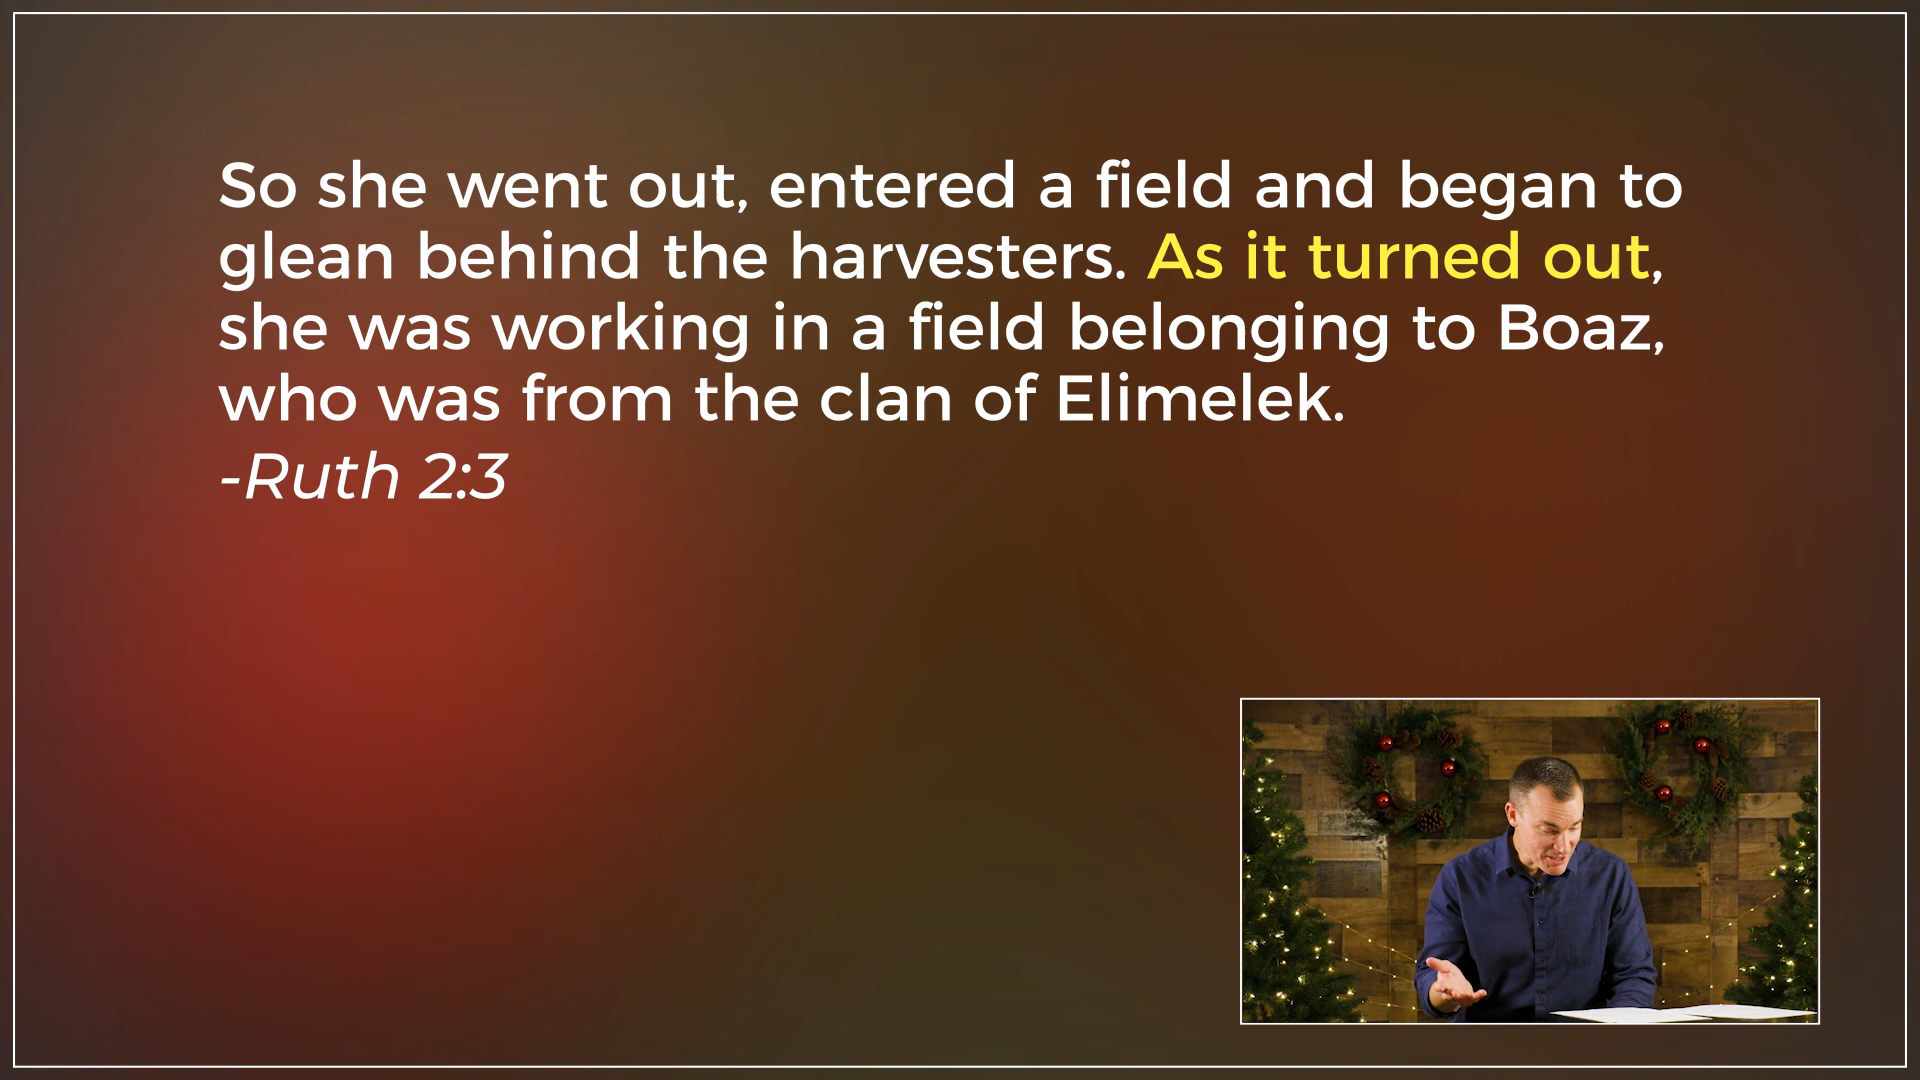 So she went out, entered a field and began to
glean behind the harvesters. As it turned out,
she was working in a field belonging to Boaz,
who was from the clan of Elimelek.
-Ruth 2:3